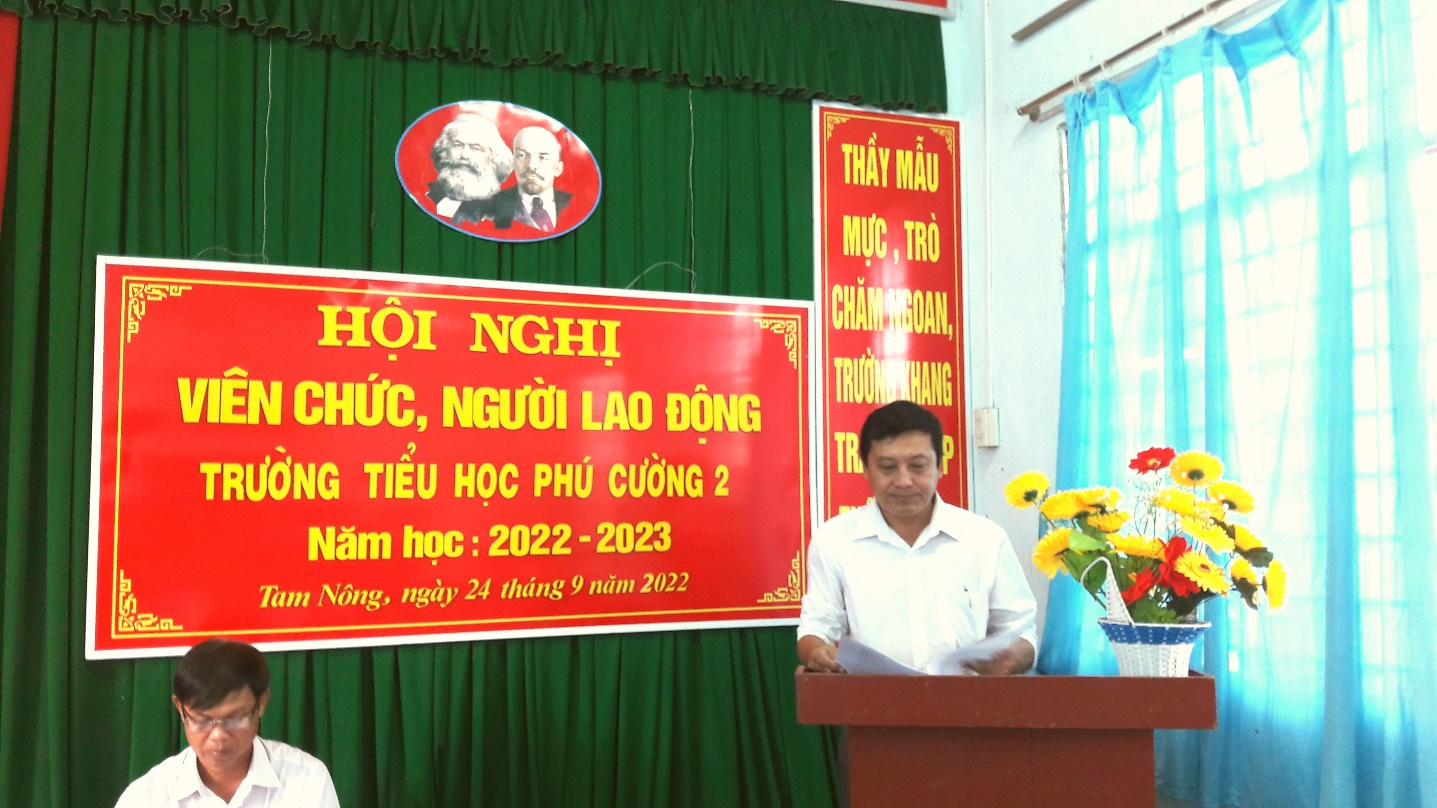 HỘI NGHỊ
VIÊN CHỨC, NGƯỜI LAO ĐỘNG
TRƯỜNG TIỂU HỌC PHÚ CƯỜNG 2
Năm học : 2022 - 2023
Tam Nông, ngày 24 tháng 9 năm 2022
THẦY MẪU
MỰC , TRÒ
CHĂM NGOAN,
TRƯỜNG KHANG